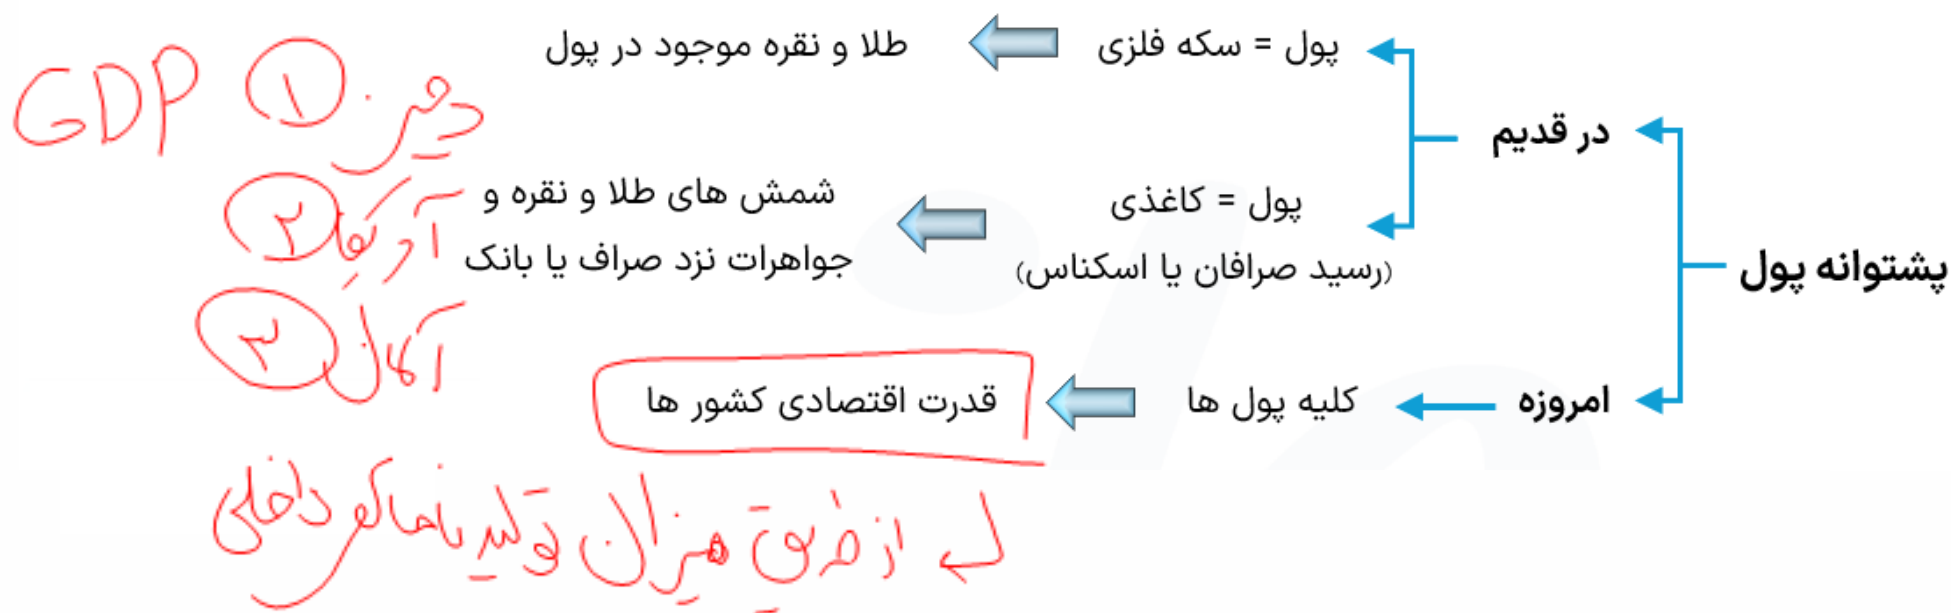 پشتوانه پول
در قدیم
پول = سکه فلزی
طلا و نقره موجود در پول
پول = کاغذی
(رسید صرافان یا اسکناس)
شمش های طلا و نقره و
جواهرات نزد صراف یا بانک
امروزه
کلیه پول ها
قدرت اقتصادی کشور ها
از طریق میزان تولید ناخالص داخلی
GDP ۱
آمریکا ۲
آلمان ۳